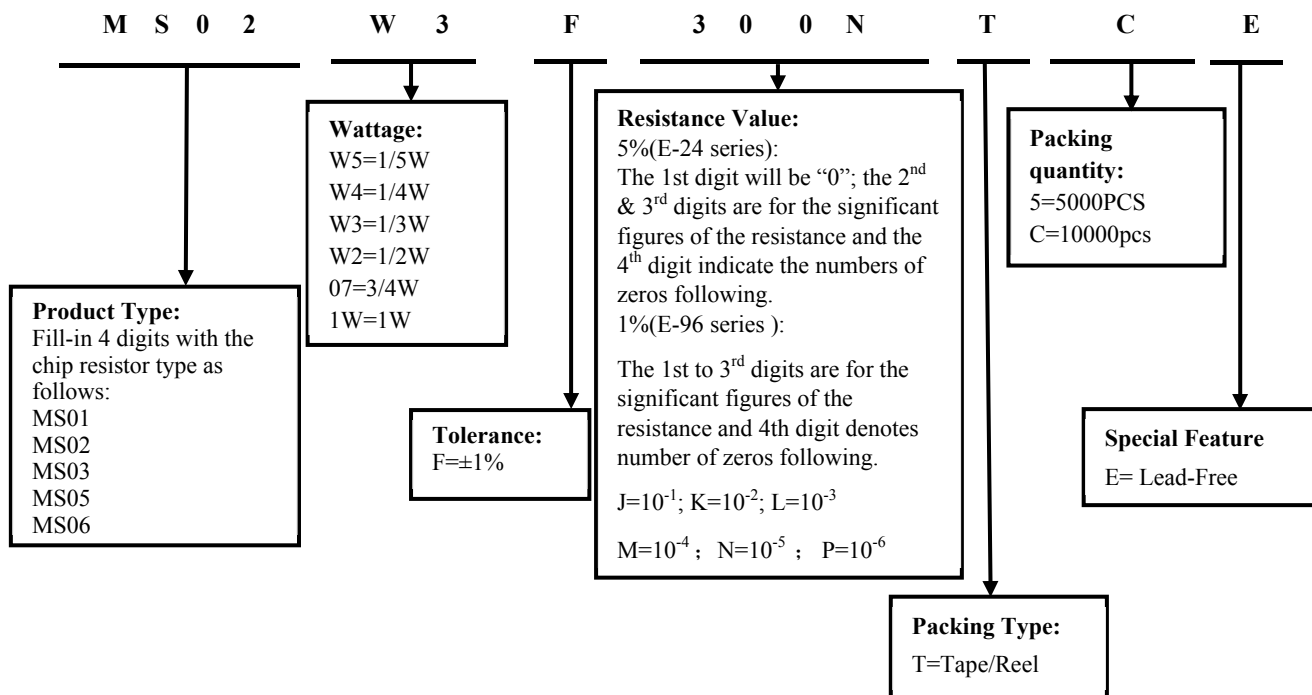 M S 0 2 W 3 F 3 0 0 N T C E
Wattage:
W5=1/5W
W4=1/4W
W3=1/3W
W2=1/2W
07=3/4W
1W=1W
Resistance Value:
5%(E-24 series):
The 1st digit will be “0”; the 2nd
& 3rd digits are for the significant
figures of the resistance and the
4th digit indicate the numbers of
zeros following.
1%(E-96 series ):
The 1st to 3rd digits are for the
significant figures of the
resistance and 4th digit denotes
number of zeros following.
J=10-1; K=10-2; L=10-3
M=10-4 ； N=10-5 ； P=10-6
Packing
quantity:
5=5000PCS
C=10000pcs
Product Type:
Fill-in 4 digits with the
chip resistor type as
follows:
MS01
MS02
MS03
MS05
MS06
Tolerance:
F=±1%
Special Feature
E= Lead-Free
Packing Type:
T=Tape/Reel